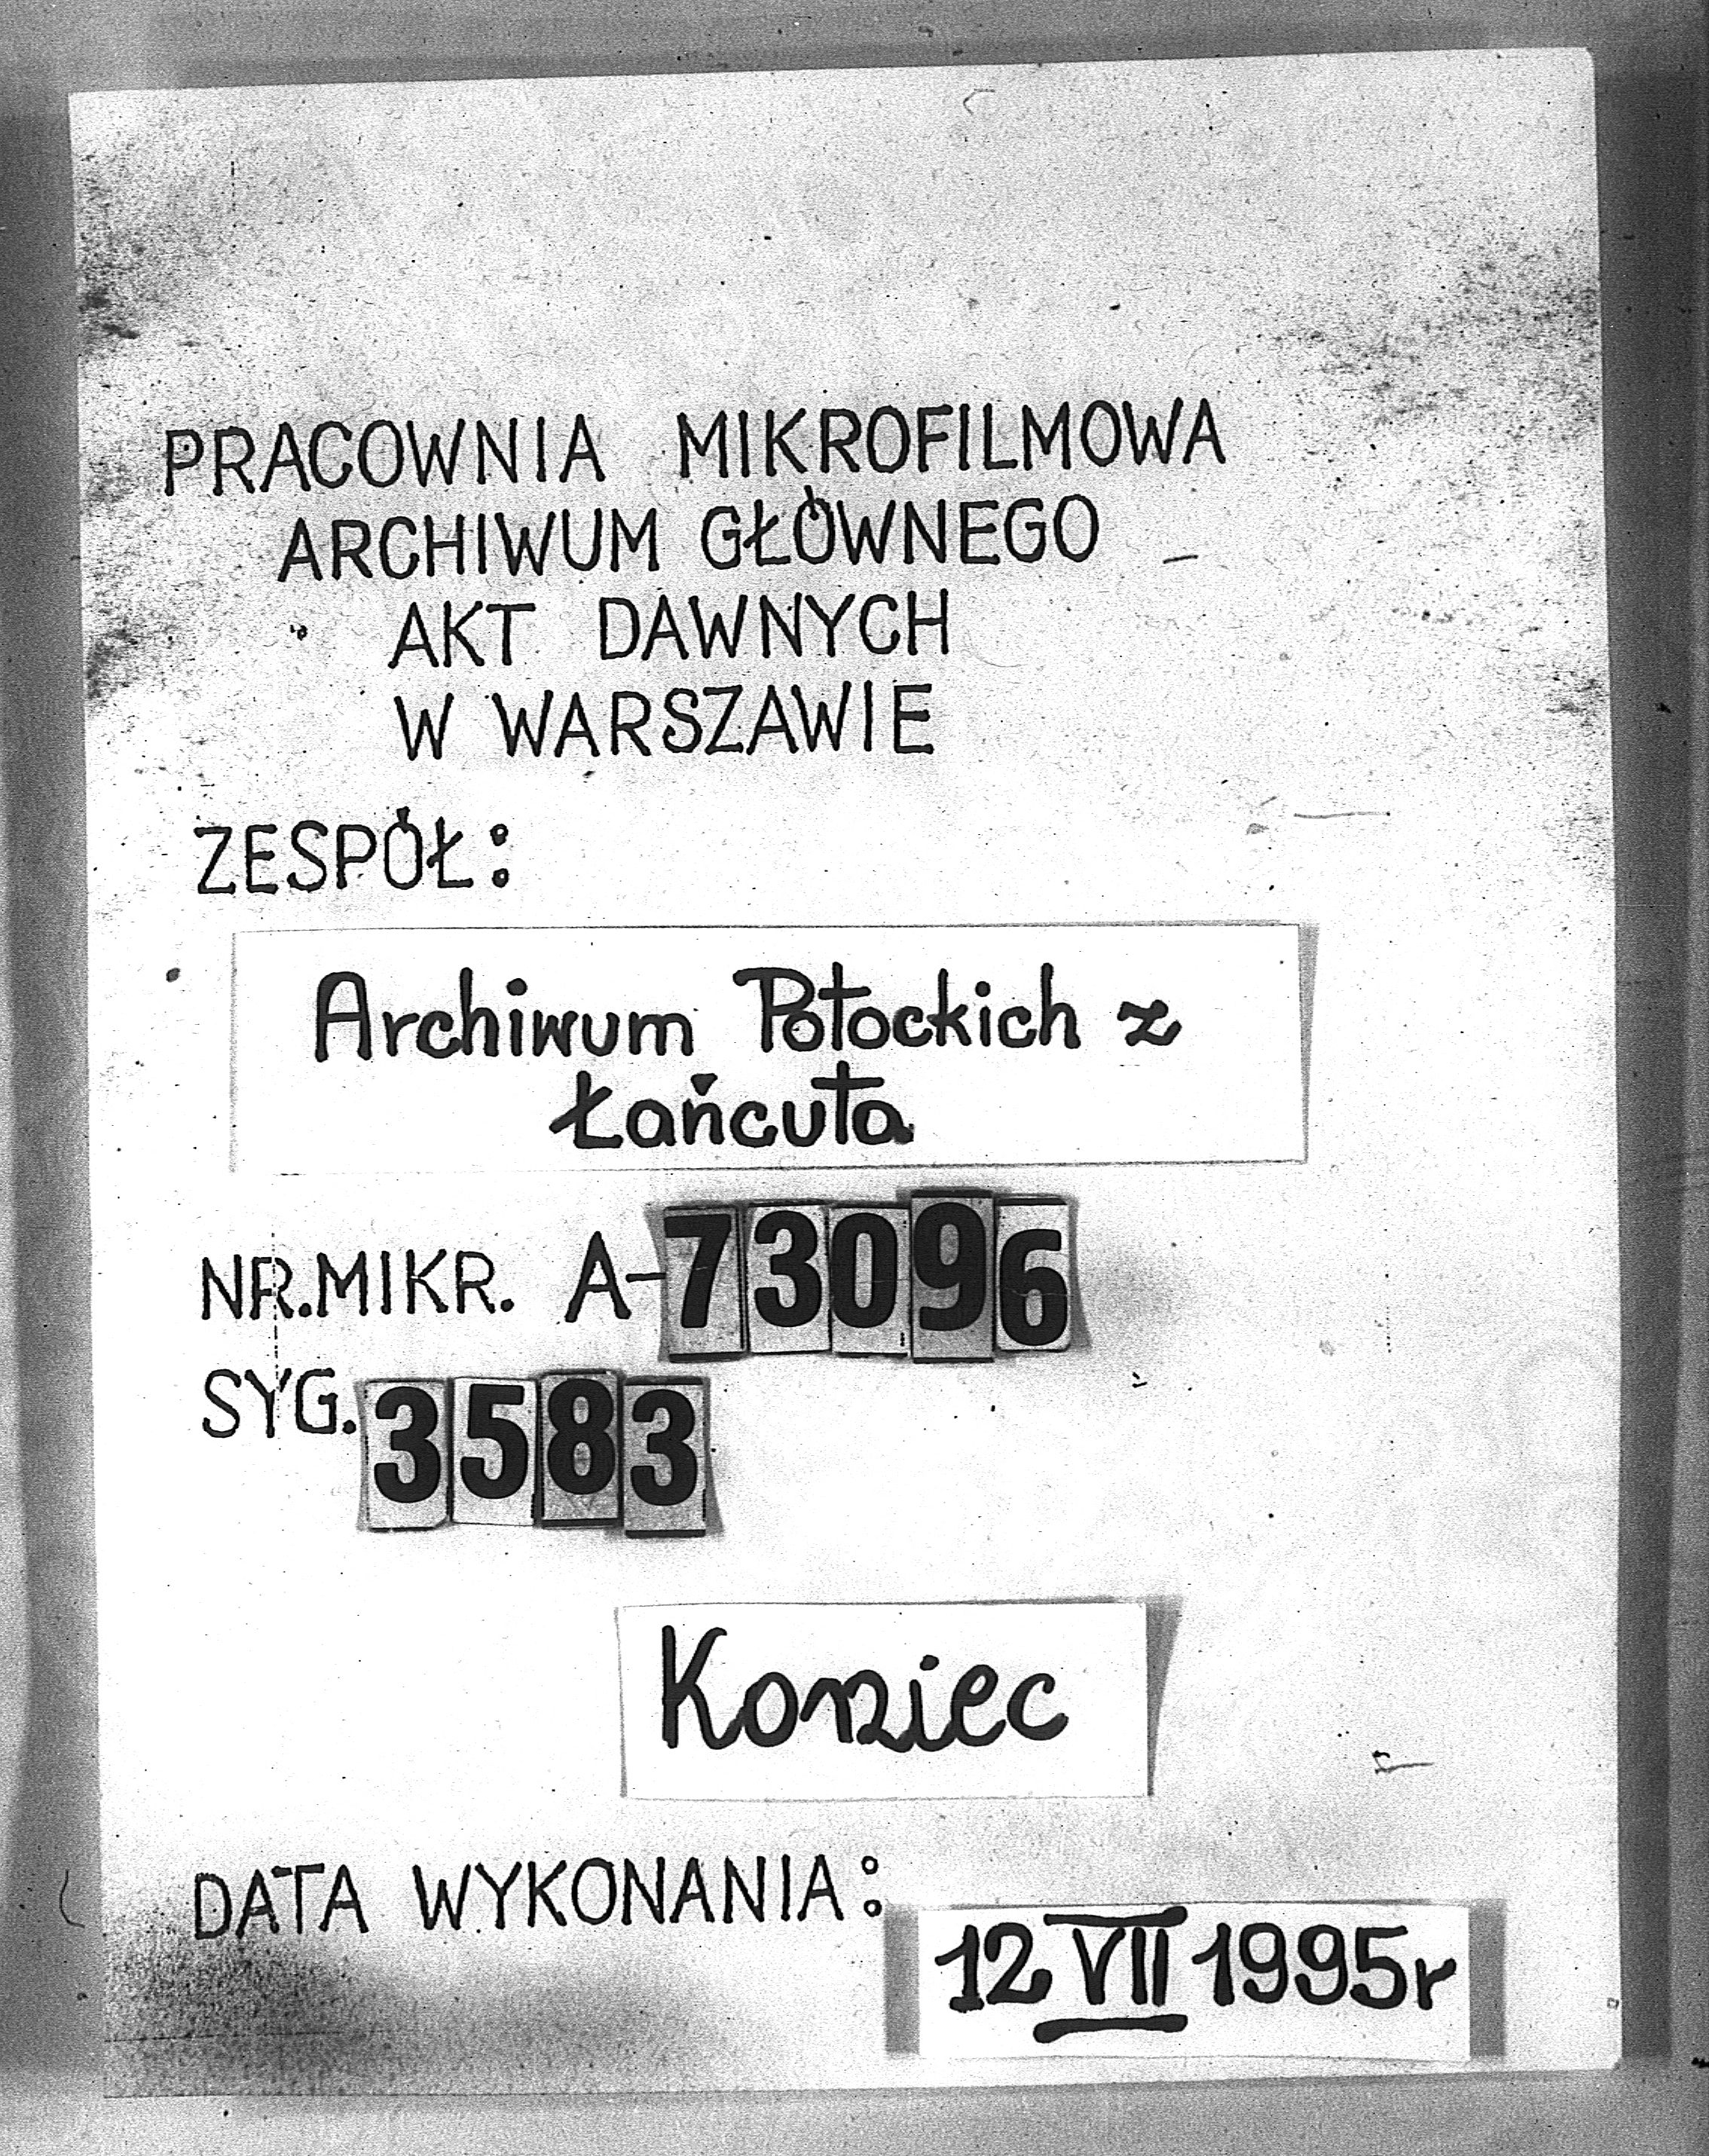 PRACOWNIA MIKROFILMOWA
ARCHIWUM GŁÓWNEGO
AKT DAWNYCH
W WARSZAWIE
ZESPÓŁ:
Archiwum Potockich z
Łańcuta
NR.MIKR. A-73096
SYG. 3583
Koniec
DATA WYKONANIA: 12 VII 1995r